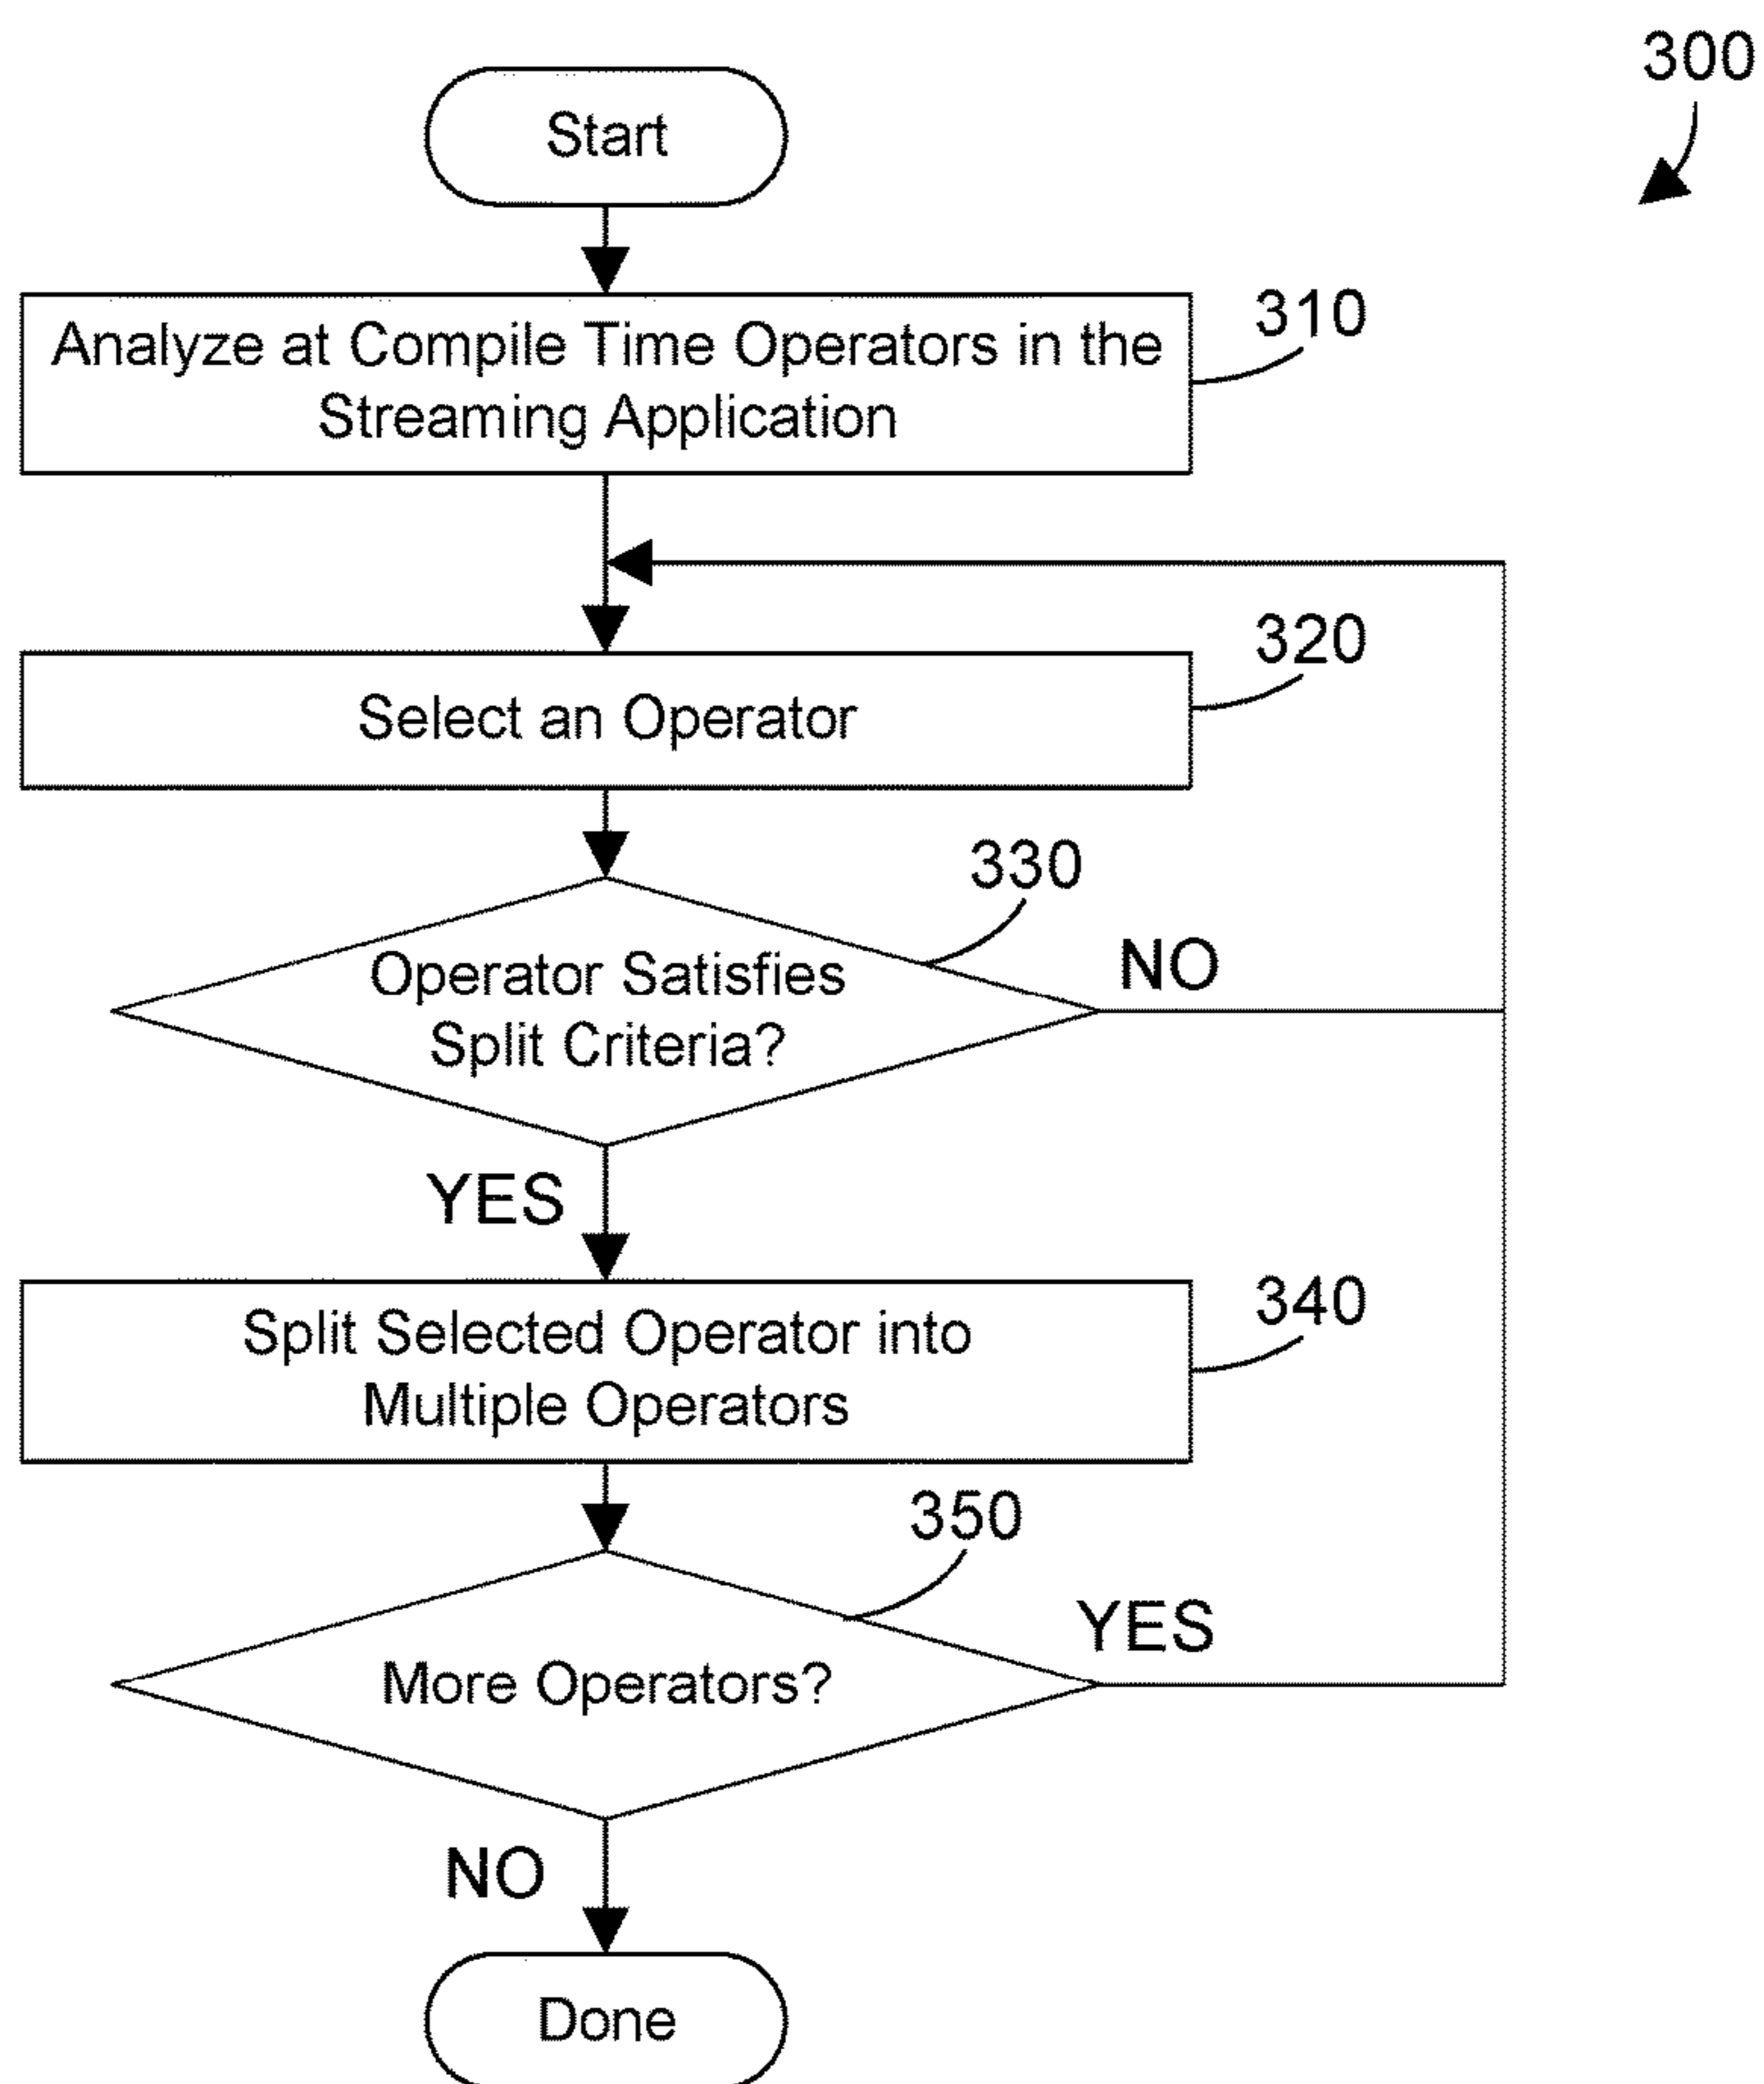 300
Start
310
Analyze at Compile Time Operators in the
Streaming Application
320
Select an Operator
330
Operator Satisfies
Split Criteria?
NO
YES
340
Split Selected Operator into
Multiple Operators
350
More Operators?
YES
NO
Done